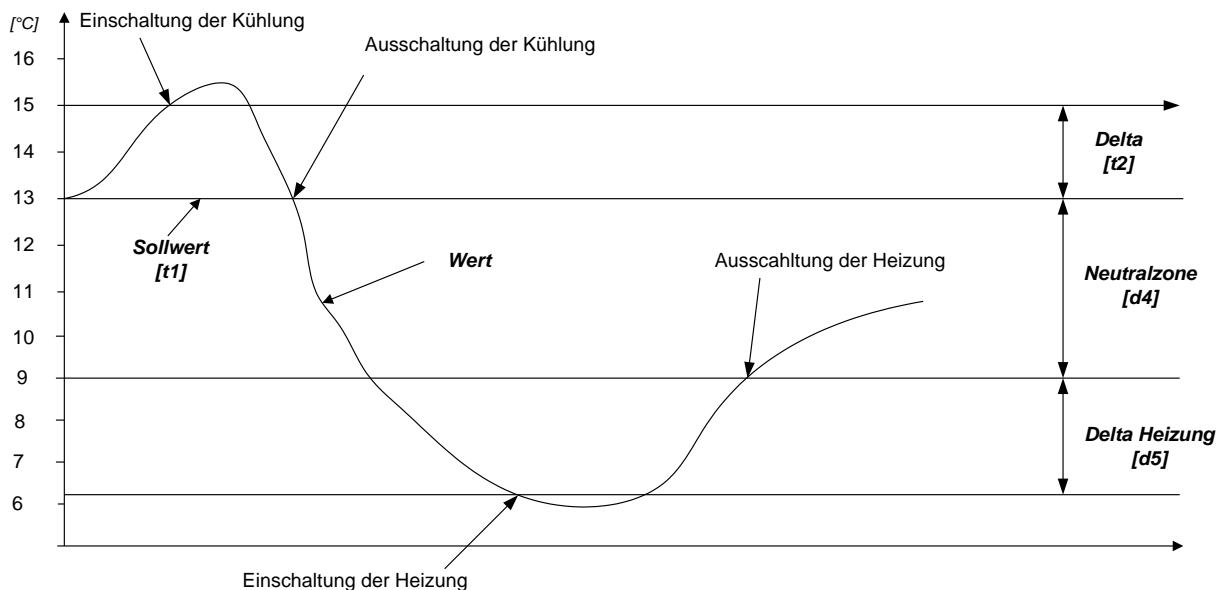 [°C]
Einschaltung der Kühlung
Ausschaltung der Kühlung
16
15
14
Delta
[t2]
13
12
Sollwert
[t1]
Wert
Ausscahltung der Heizung
Neutralzone
[d4]
11
10
9
8
Delta Heizung
[d5]
7
6
Einschaltung der Heizung